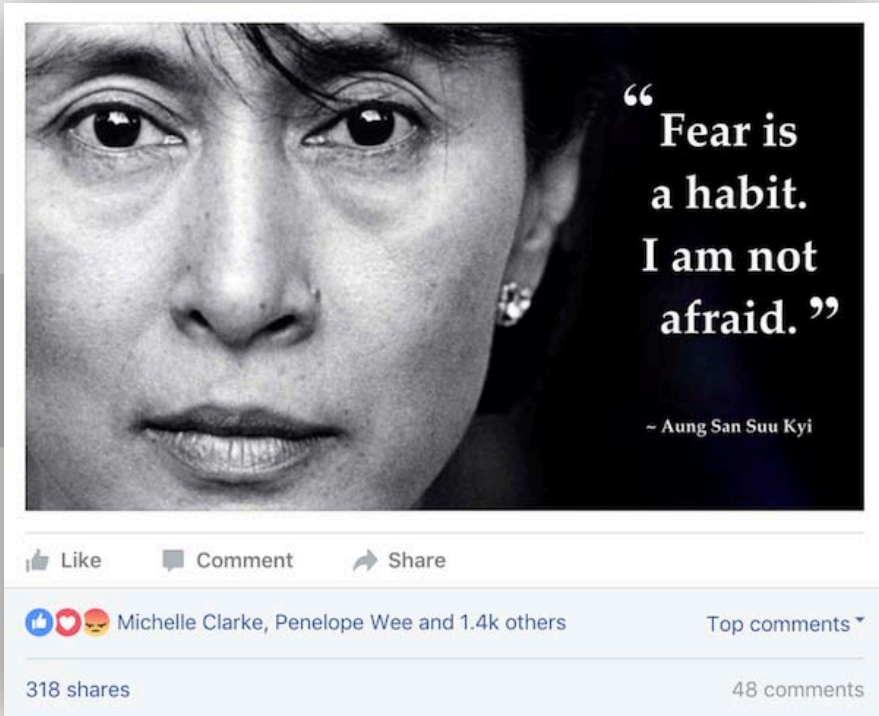 “ Fear is
a habit.
I am not
afraid. ”
~ Aung San Suu Kyi
Like Comment Share
Michelle Clarke, Penelope Wee and 1.4k others Top comments
318 shares 48 comments